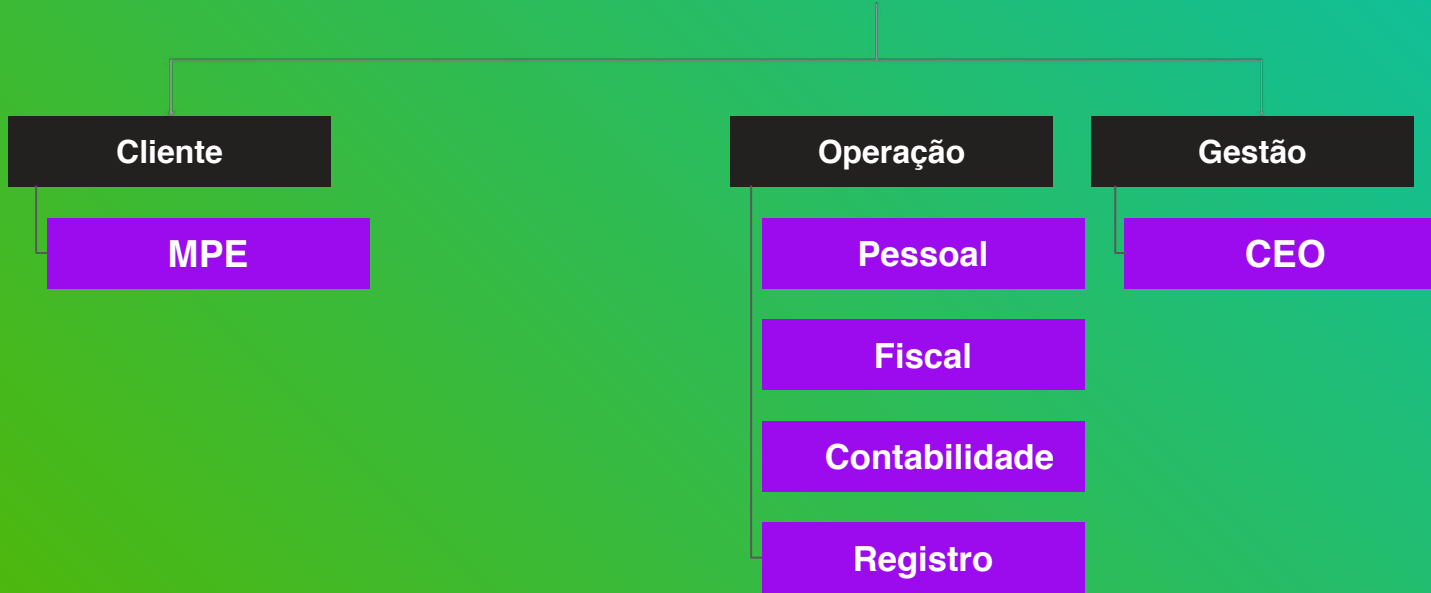 Cliente
Operação
Gestão
MPE
Pessoal
CEO
Fiscal
Contabilidade
Registro